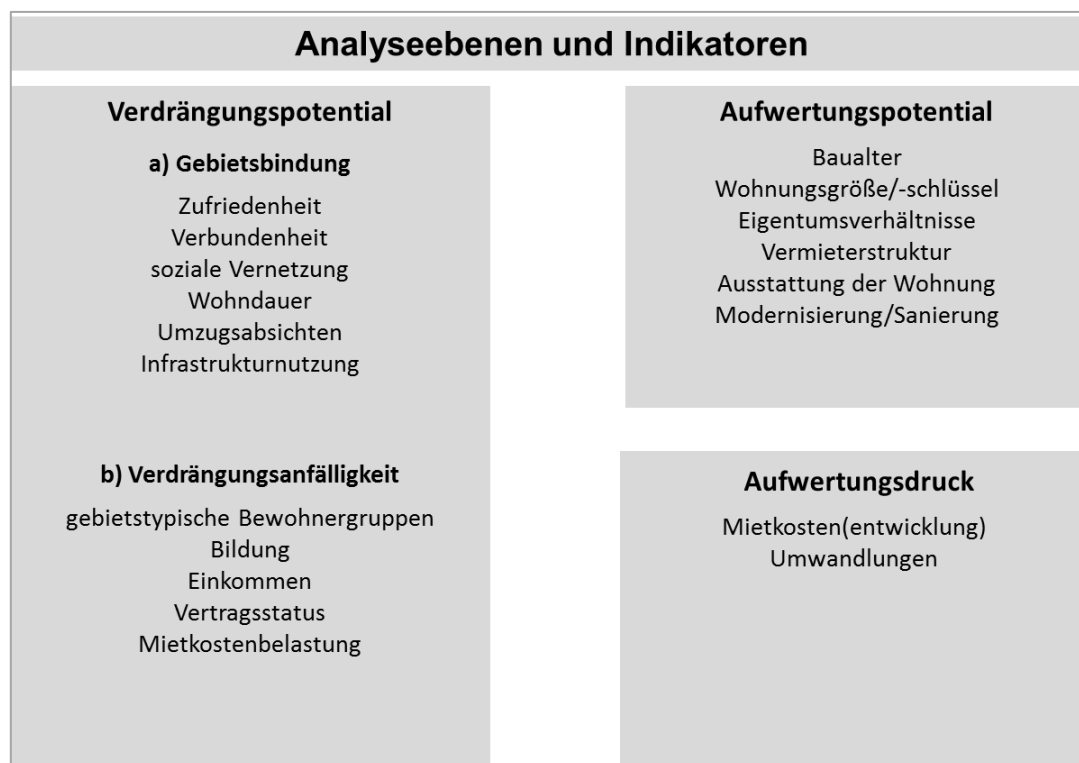 Analyseebenen und Indikatoren
Verdrängungspotential
a) Gebietsbindung
Zufriedenheit
Verbundenheit
soziale Vernetzung
Wohndauer
Umzugsabsichten
Infrastrukturnutzung
b) Verdrängungsanfälligkeit
gebietstypische Bewohnergruppen
Bildung
Einkommen
Vertragsstatus
Mietkostenbelastung
Aufwertungspotential
Baualter
Wohnungsgröße/-schlüssel
Eigentumsverhältnisse
Vermieterstruktur
Ausstattung der Wohnung
Modernisierung/Sanierung
Aufwertungsdruck
Mietkosten(entwicklung)
Umwandlungen